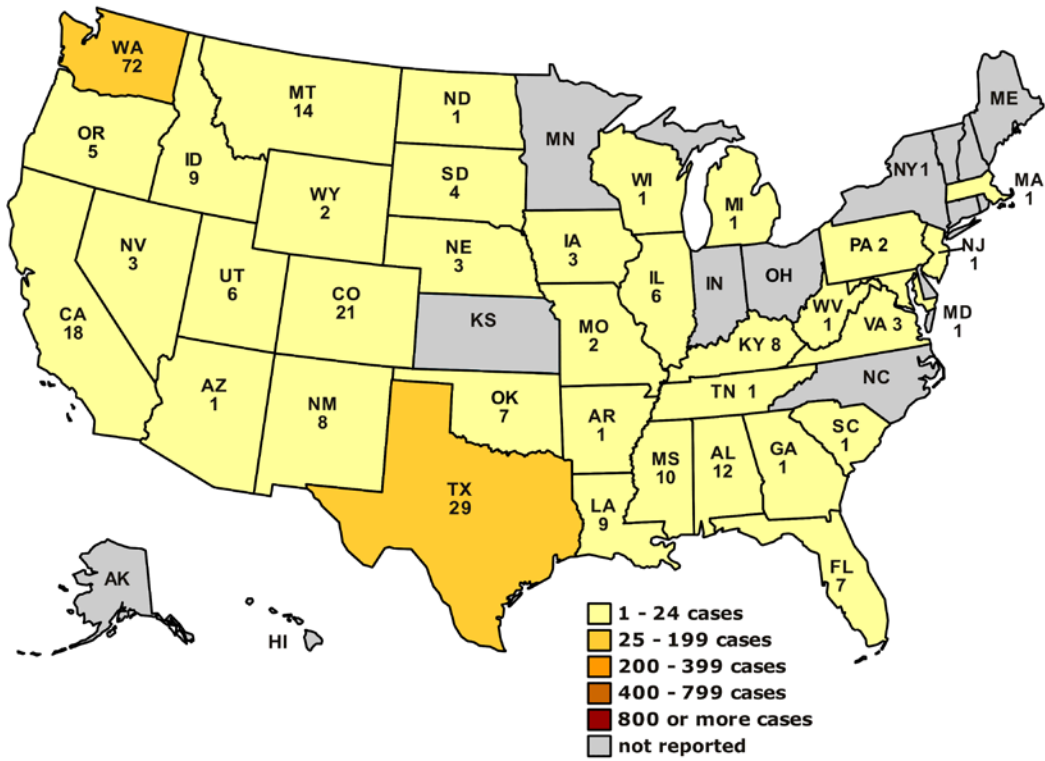 WA
72
MT
14
ND
1
MN
ME
OR
5
ID
9
SD
4
WI
1
NY 1
MA
1
WY
2
MI
1
NV
3
NE
3
IA
3
PA 2
NJ
1
UT
6
CO
21
IL
6
IN
OH
CA
18
KS
MO
2
WV
1
VA 3
MD
1
KY 8
AZ
1
NM
8
OK
7
TN 1
NC
AR
1
SC
1
MS
10
AL
12
GA
1
TX
29
LA
9
FL
7
AK
HI
1 - 24 cases
25 - 199 cases
200 - 399 cases
400 - 799 cases
800 or more cases
not reported